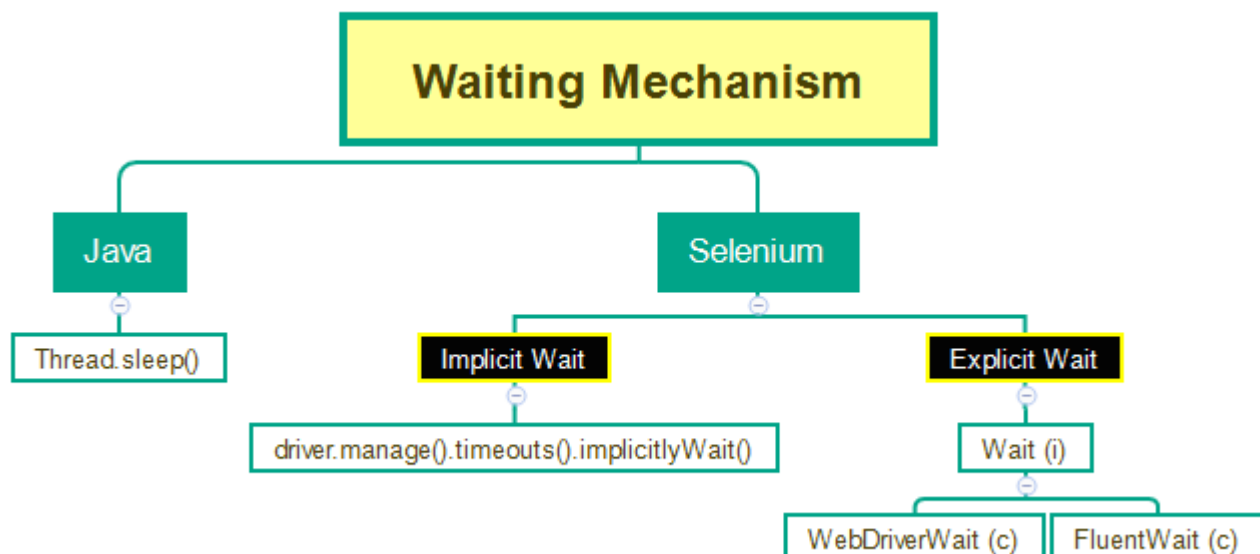 Waiting Mechanism
Java
Selenium
Thread.sleep()
Implicit Wait
Explicit Wait
driver.manage().timeouts().implicitlyWait()
Wait (i)
WebDriverWait (c)
FluentWait (c)